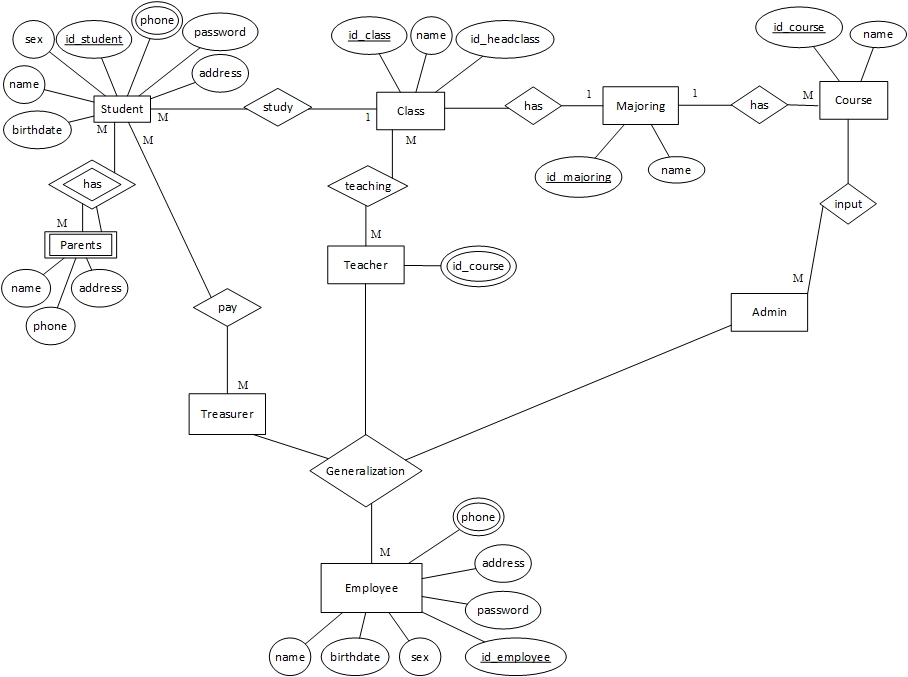 phone
id_course
sex
id_student
password
id_class
name
id_headclass
name
address
name
Student
M
study
1
Class
has
1
Majoring
1
has
M
Course
birthdate
M
M
M
has
teaching
id_majoring
name
input
M
Parents
M
Teacher
id_course
name
address
M
phone
pay
Admin
M
Treasurer
Generalization
phone
M
address
Employee
password
name
birthdate
sex
id_employee